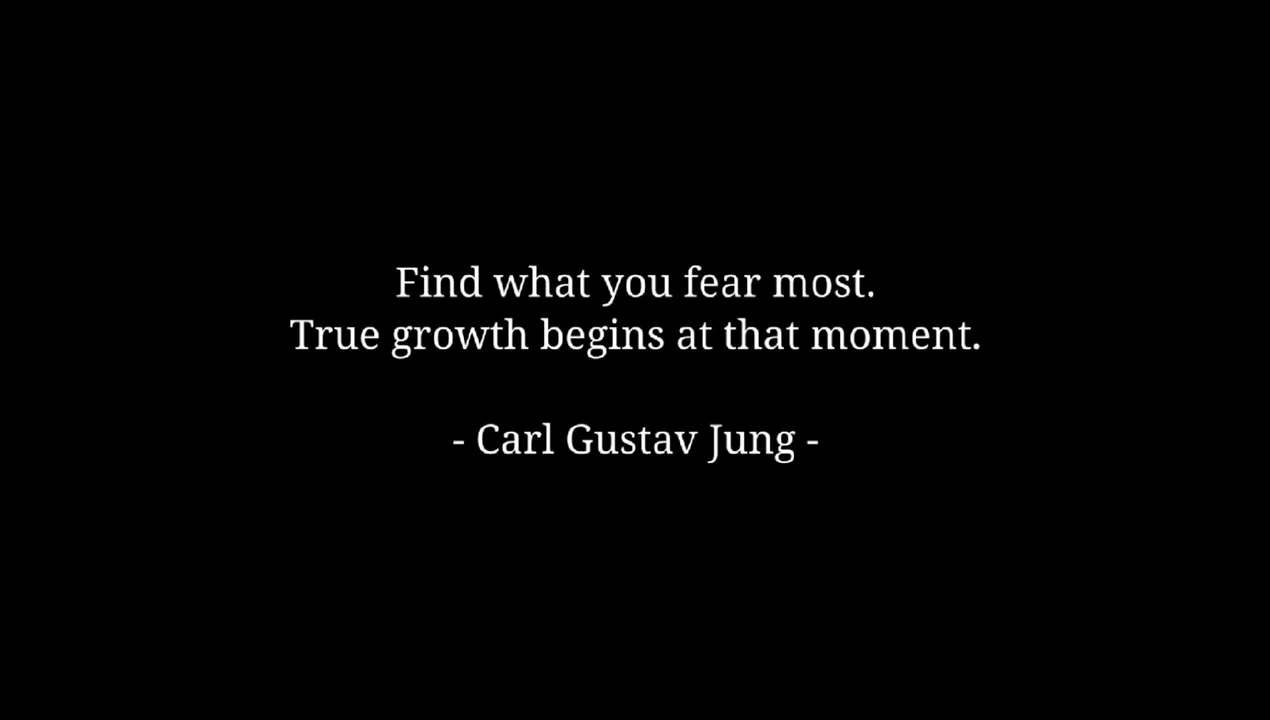 Find what you fear most.
True growth begins at that moment.
- Carl Gustav Jung -